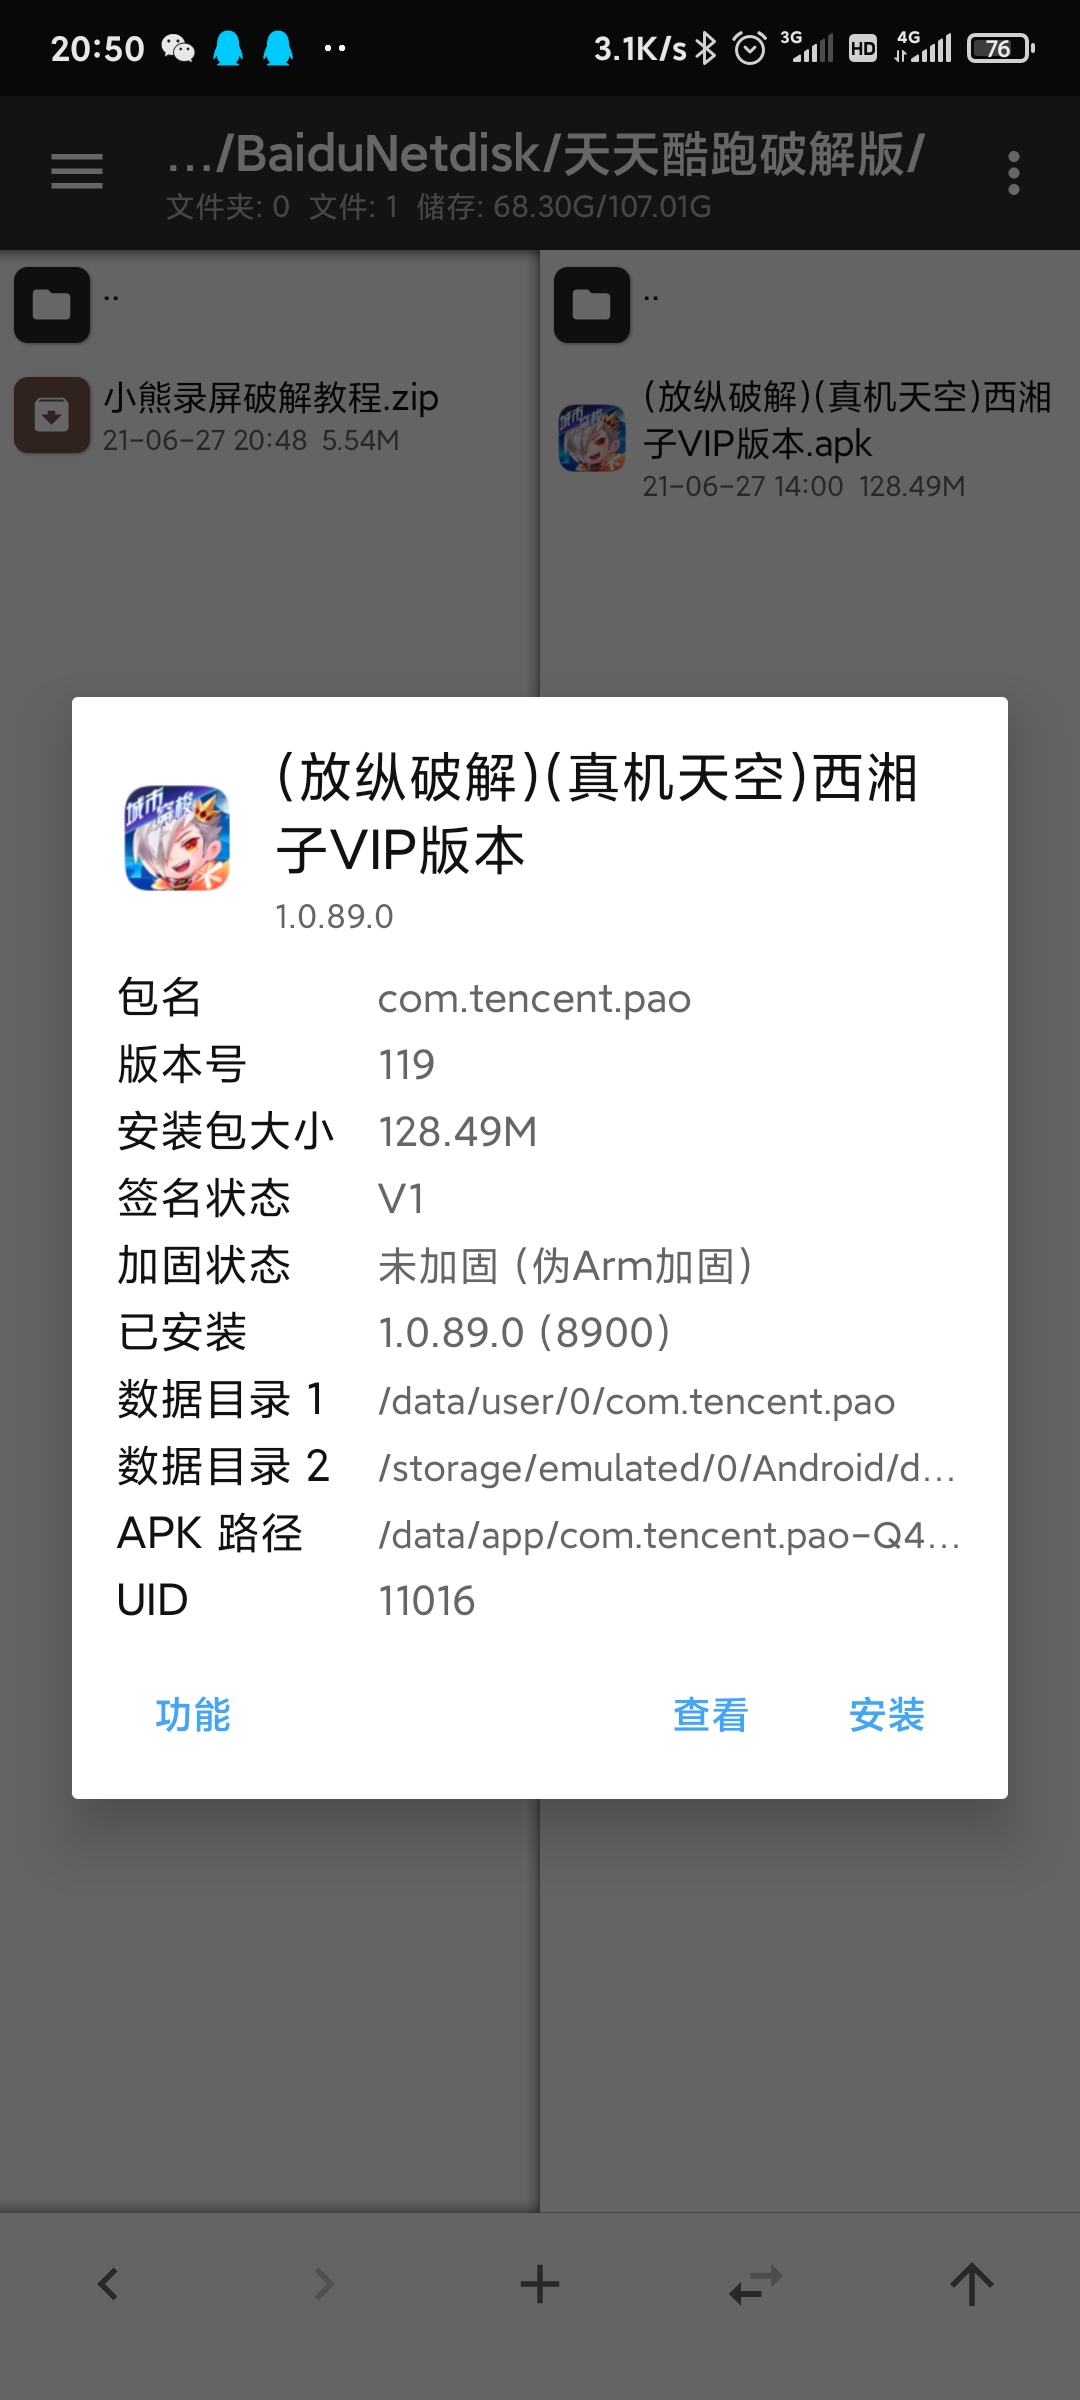 20:50
3.1K/s 3G HD 4G 76
.../BaiduNetdisk/天天酷跑破解版/
文件夹: 0 文件: 1 储存: 68.30G/107.01G
..
小熊录屏破解教程.zip
21-06-27 20:48 5.54M
..
(放纵破解)(真机天空)西湘
子VIP版本.apk
21-06-27 14:00 128.49M
城市穿梭
(放纵破解)(真机天空)西湘
子VIP版本
1.0.89.0
包名 com.tencent.pao
版本号 119
安装包大小 128.49M
签名状态 V1
加固状态 未加固 (伪Arm加固)
已安装 1.0.89.0 (8900)
数据目录 1 /data/user/0/com.tencent.pao
数据目录 2 /storage/emulated/0/Android/d...
APK 路径 /data/app/com.tencent.pao-Q4...
UID 11016
功能 查看 安装